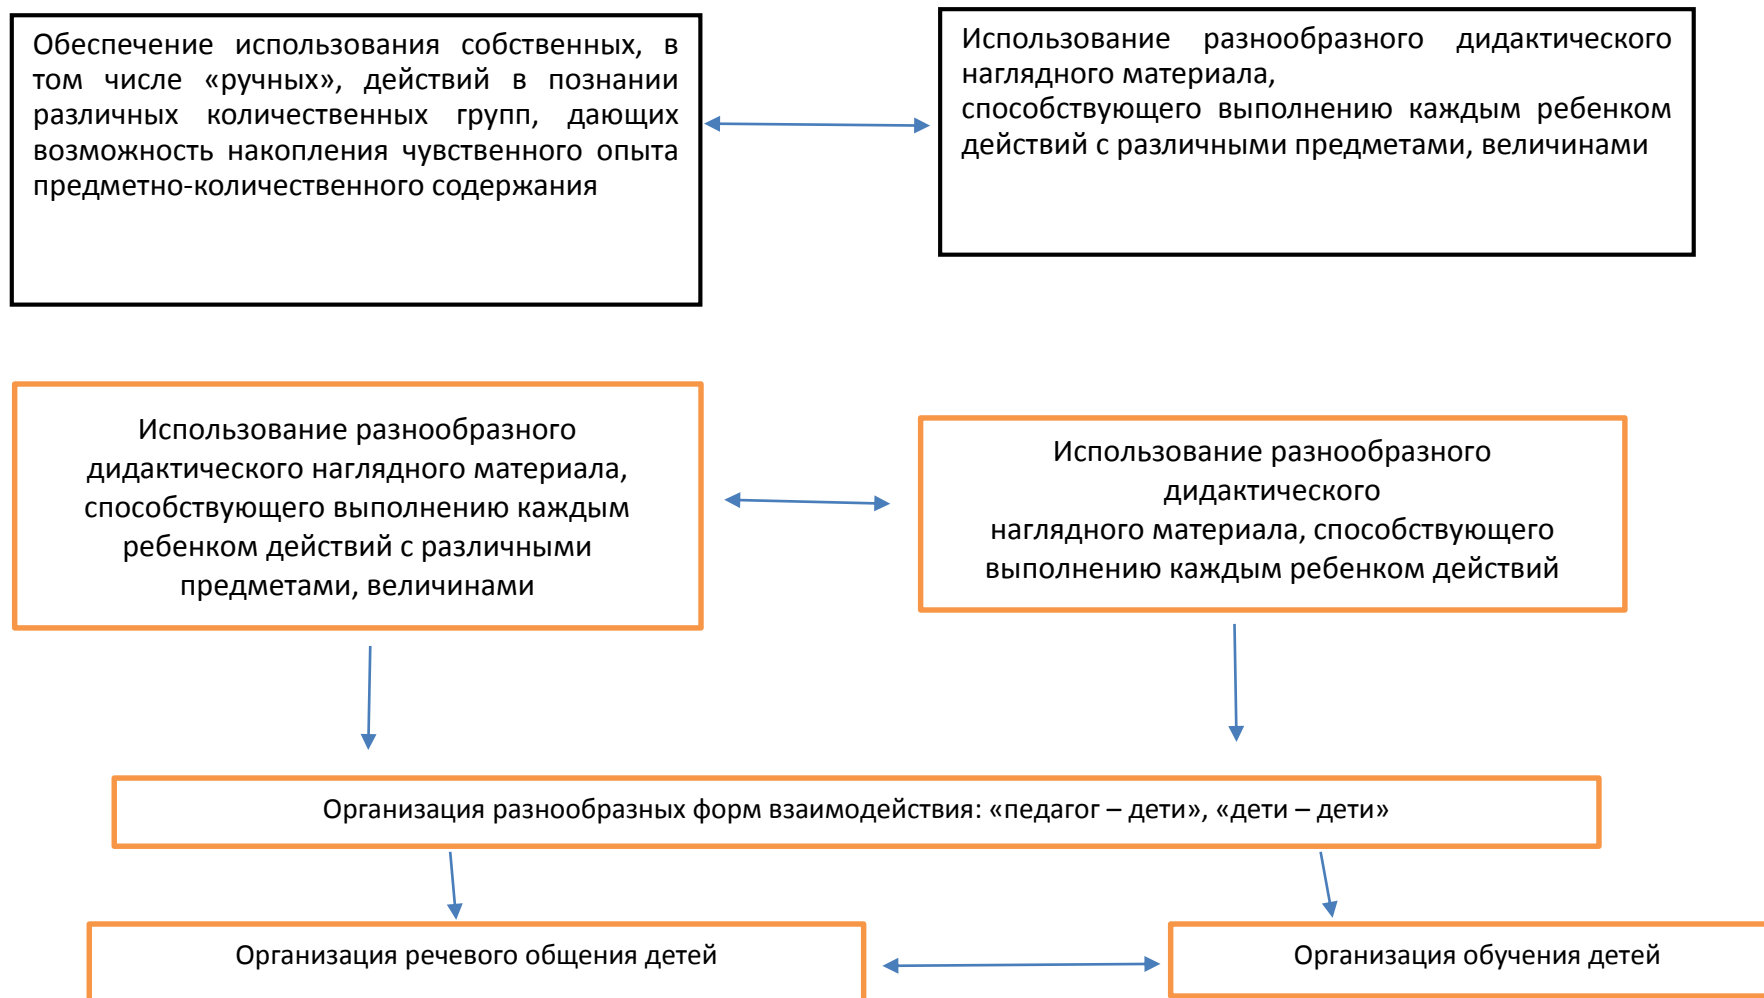 Обеспечение использования собственных, в
том числе «ручных», действий в познании
различных количественных групп, дающих
возможность накопления чувственного опыта
предметно-количественного содержания
Использование разнообразного дидактического
наглядного материала,
способствующего выполнению каждым ребенком
действий с различными предметами, величинами
Использование разнообразного
дидактического наглядного материала,
способствующего выполнению каждым
ребенком действий с различными
предметами, величинами
Использование разнообразного
дидактического
наглядного материала, способствующего
выполнению каждым ребенком действий
Организация разнообразных форм взаимодействия: «педагог – дети», «дети – дети»
Организация речевого общения детей
Организация обучения детей